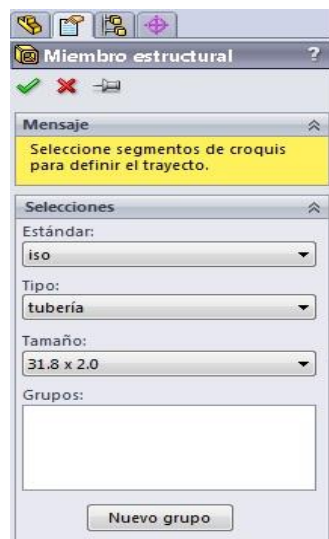 Miembro estructural ?
Mensaje
Seleccione segmentos de croquis
para definir el trayecto.
Selecciones
Estándar:
iso
Tipo:
tubería
Tamaño:
31.8 x 2.0
Grupos:
Nuevo grupo